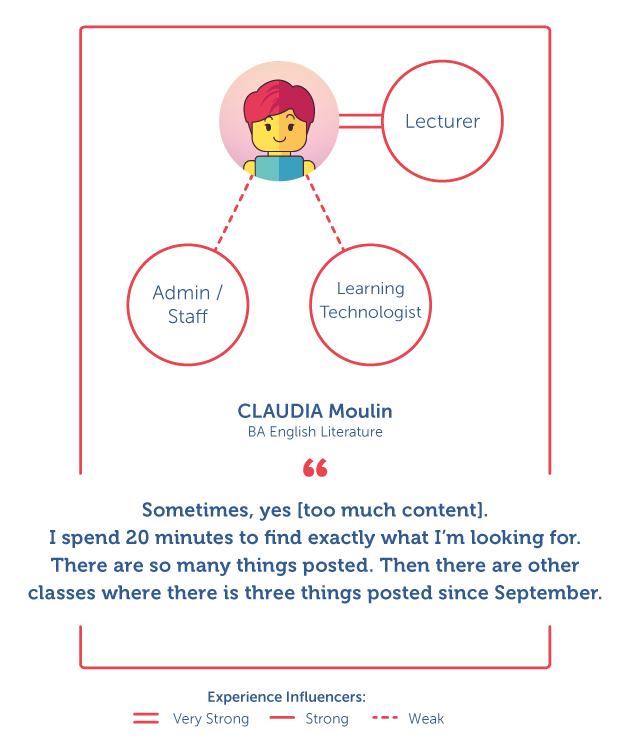 Lecturer
Admin /
Staff
Learning
Technologist
CLAUDIA Moulin
BA English Literature
“
Sometimes, yes [too much content].
I spend 20 minutes to find exactly what I’m looking for.
There are so many things posted. Then there are other
classes where there is three things posted since September.
Experience Influencers:
Very Strong Strong Weak